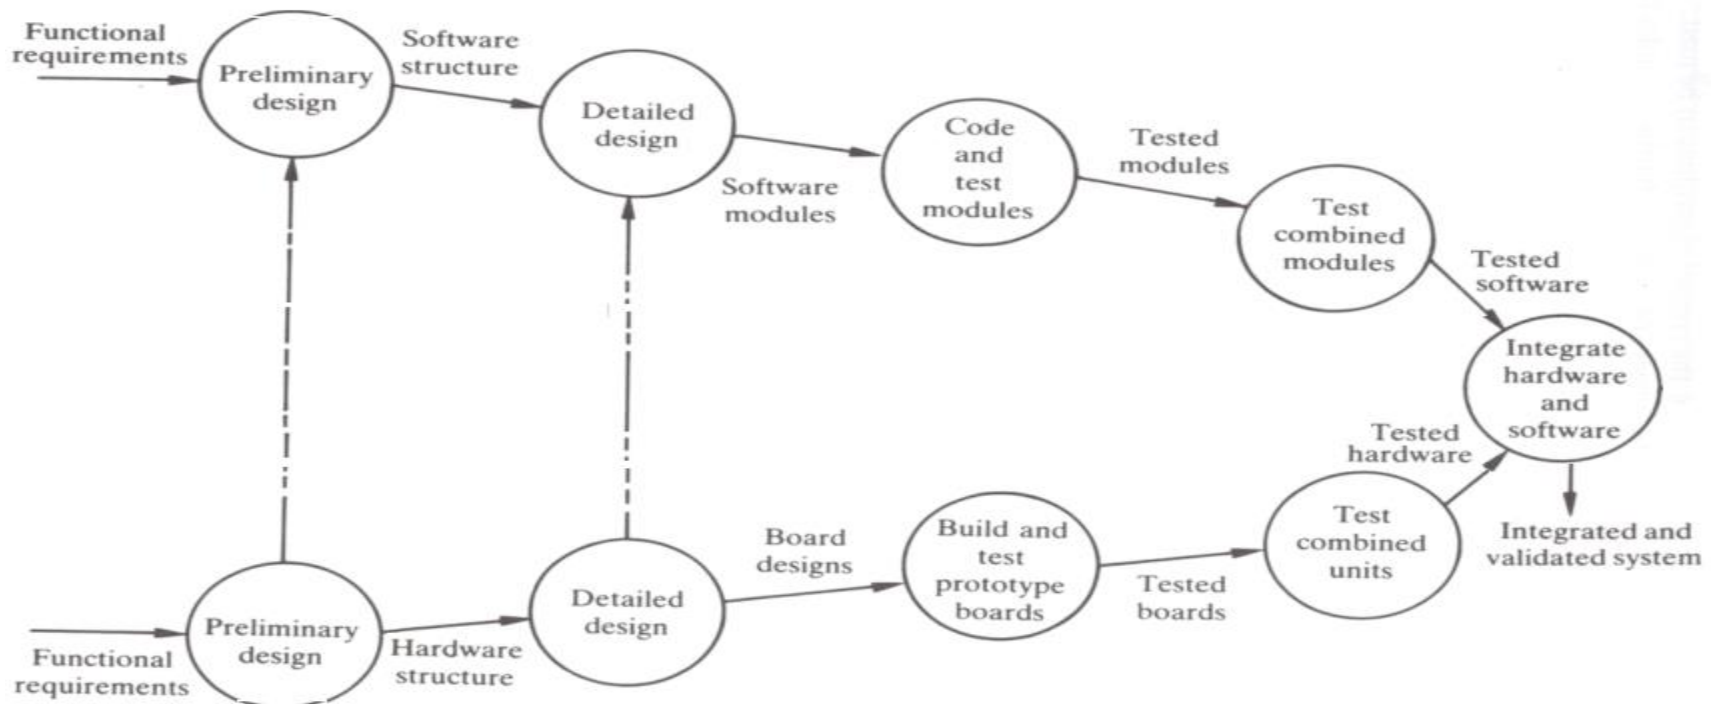 Functional
requirements
Preliminary
design
Software
structure
Detailed
design
Software
modules
Code
and
test
modules
Tested
modules
Test
combined
modules
Tested
software
Integrate
hardware
and
software
Integrated and
validated system
Functional
requirements
Preliminary
design
Hardware
structure
Detailed
design
Board
designs
Build and
test
prototype
boards
Tested
boards
Test
combined
units
Tested
hardware